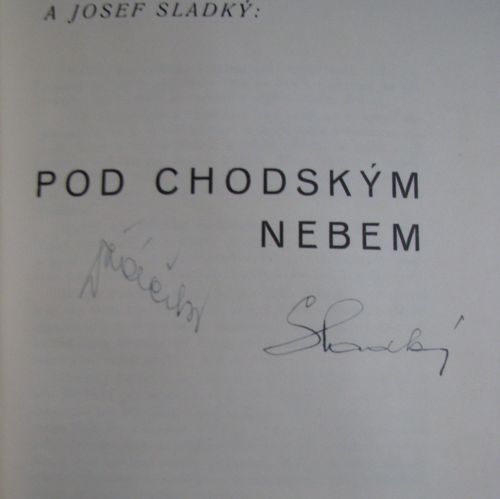 A JOSEF SLADKÝ:
POD CHODSKÝM
NEBEM
Sladký